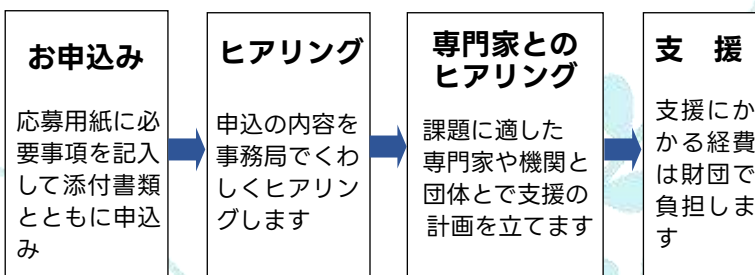 お申込み
応募用紙に必
要事項を記入
して添付書類
とともに申込
み
ヒアリング
申込の内容を
事務局でくわ
しくヒアリン
グします
専門家との
ヒアリング
課題に適した
専門家や機関と
団体とで支援の
計画を立てます
支　援
支援にか
かる経費
は財団で
負担しま
す